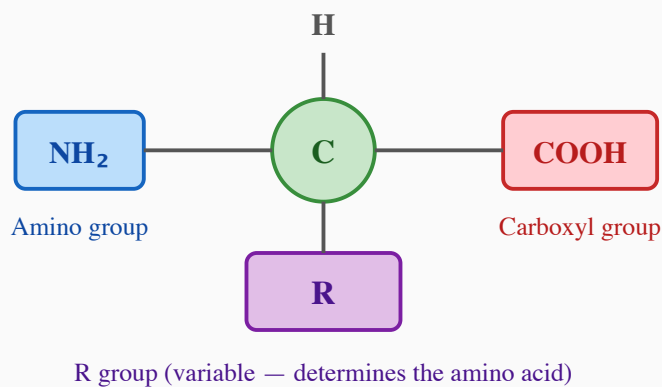 H
NH₂
C
COOH
Amino group
Carboxyl group
R
R group (variable — determines the amino acid)